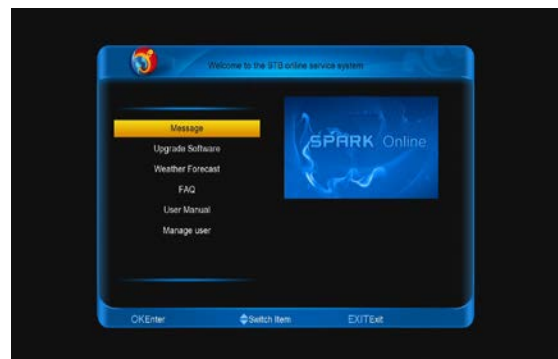 Welcome to the STB online service system
Message
SPARK Online
Upgrade Software
Weather Forecast
FAQ
User Manual
Manage user
OKEnter Switch Item EXITExit